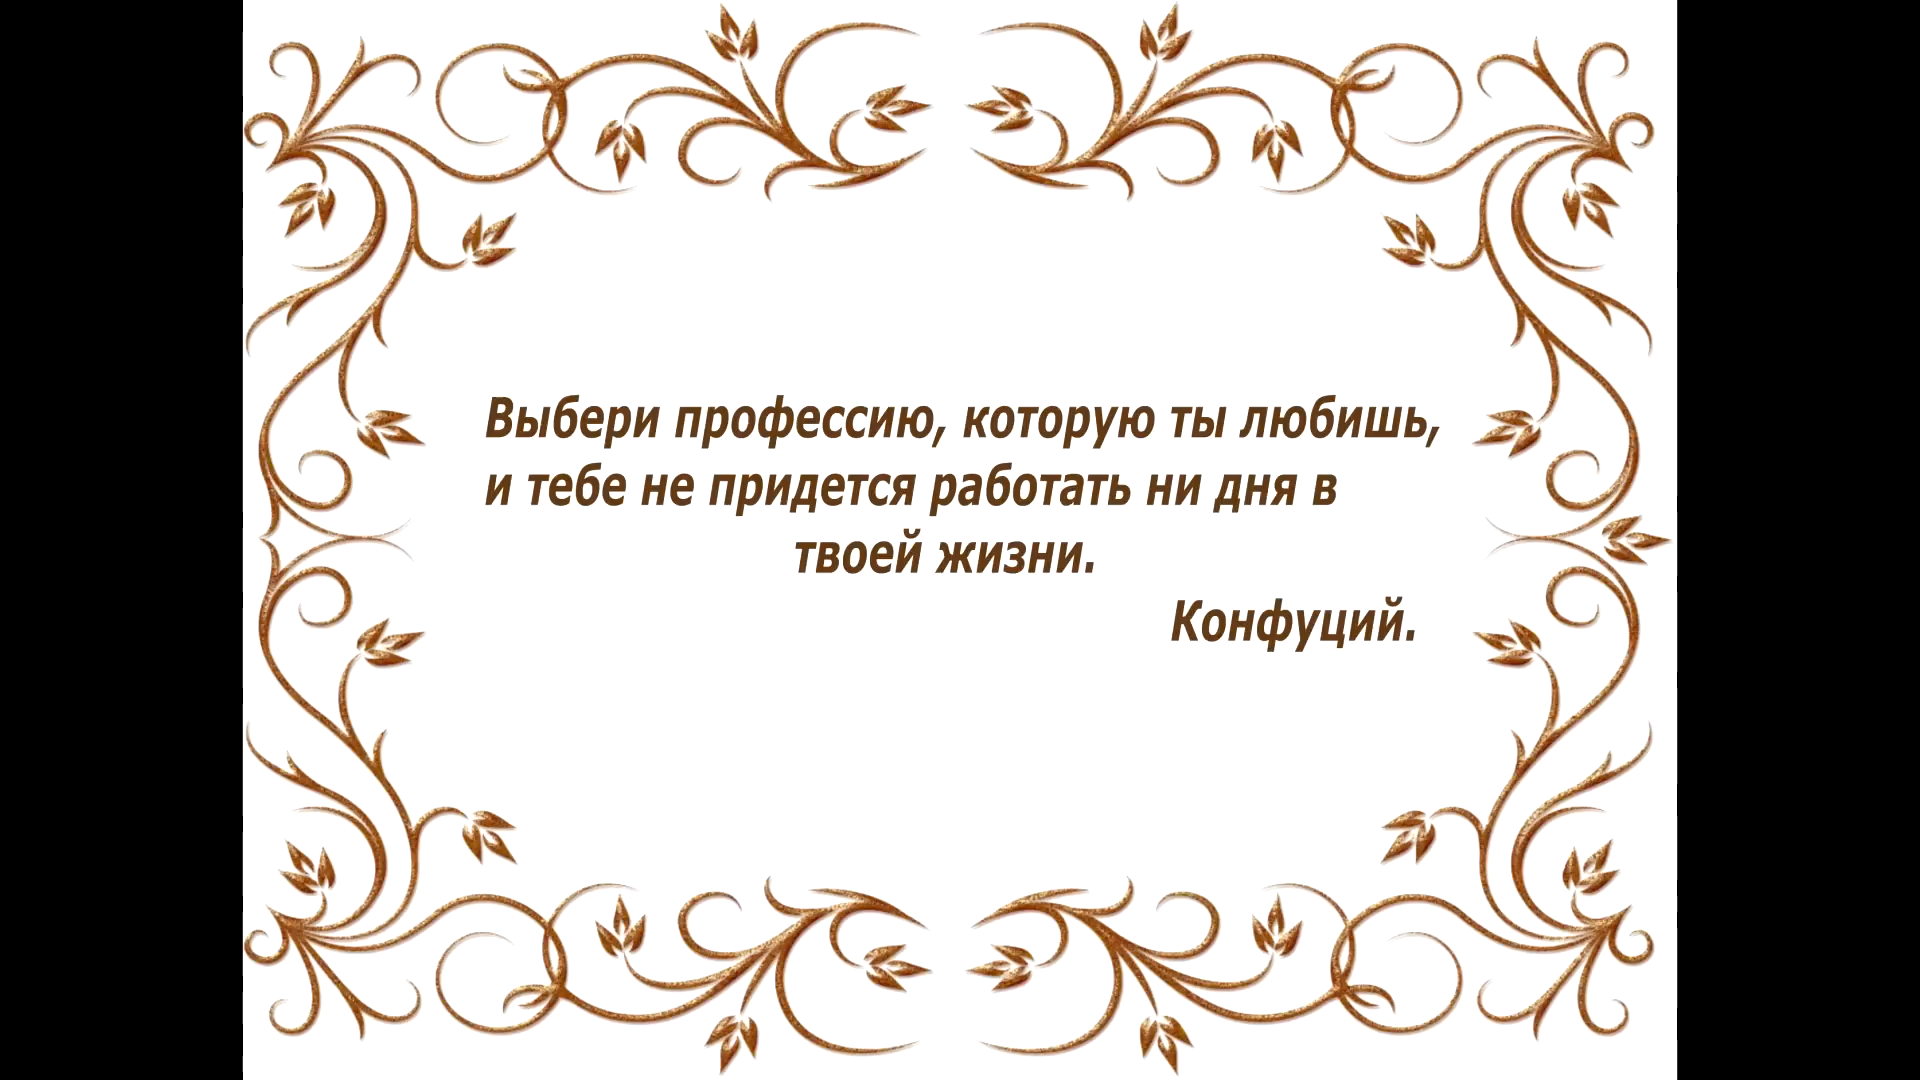 Выбери профессию, которую ты любишь,
и тебе не придется работать ни дня в
твоей жизни.
Конфуций.